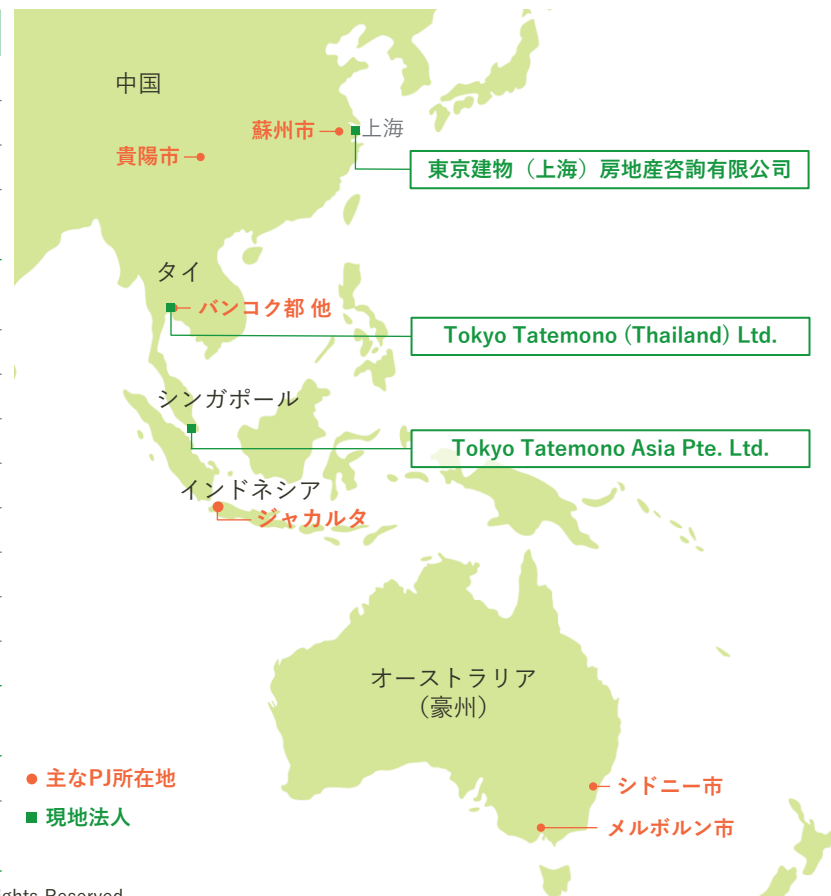 中国
蘇州市
上海
貴陽市
東京建物（上海）房地産咨詢有限公司
タイ
バンコク都 他
Tokyo Tatemono (Thailand) Ltd.
シンガポール
Tokyo Tatemono Asia Pte. Ltd.
インドネシア
ジャカルタ
オーストラリア
（豪州）
主なPJ所在地
シドニー市
現地法人
メルボルン市
ights Reserved